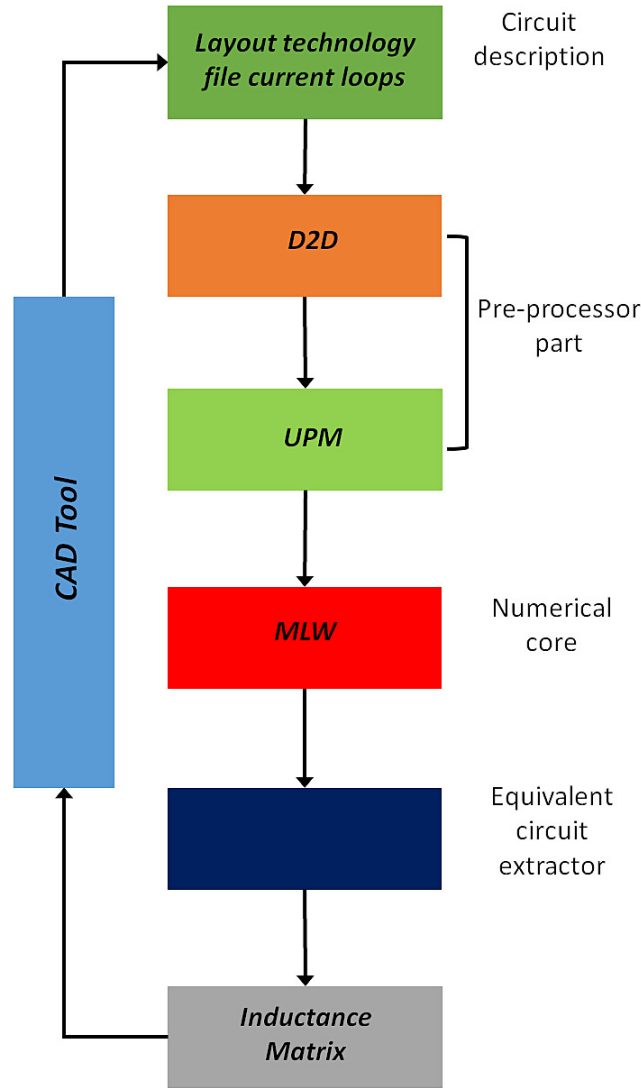 Layout technology
file current loops
Circuit
description
D2D
Pre-processor
part
UPM
CAD Tool
MLW
Numerical
core
Equivalent
circuit
extractor
Inductance
Matrix